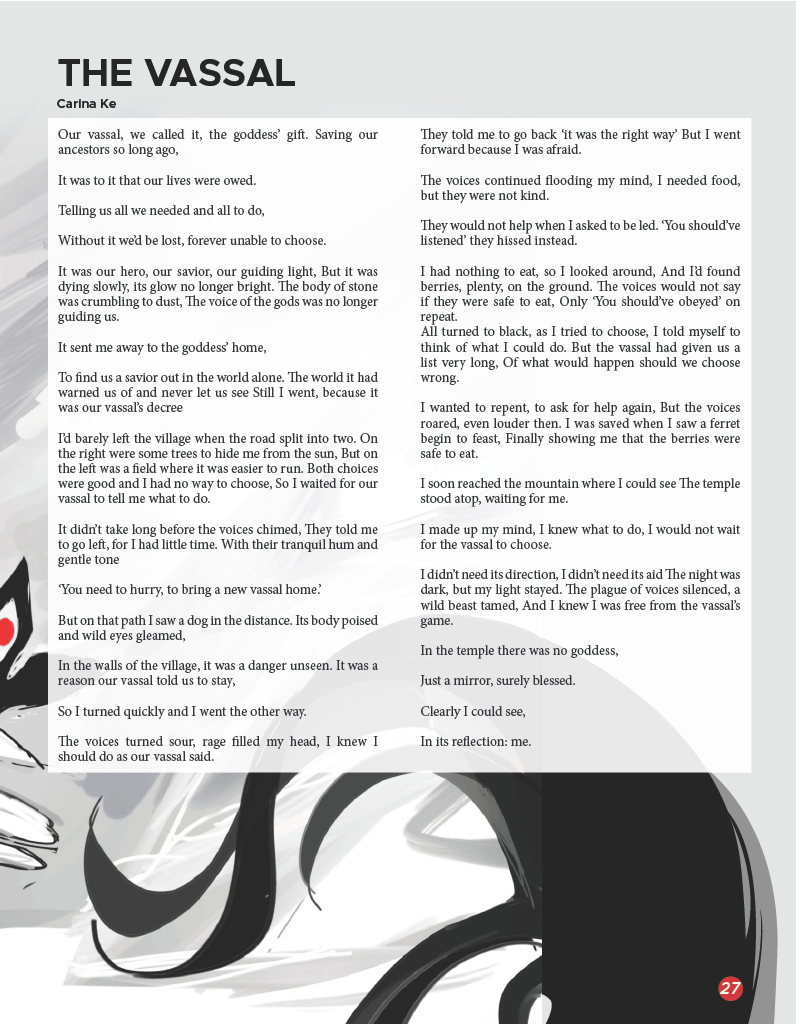 THE VASSAL
Carina Ke
Our vassal, we called it, the goddess’ gift. Saving our
ancestors so long ago,
It was to it that our lives were owed.
Telling us all we needed and all to do,
Without it we’d be lost, forever unable to choose.
It was our hero, our savior, our guiding light, But it was
dying slowly, its glow no longer bright. The body of stone
was crumbling to dust, The voice of the gods was no longer
guiding us.
It sent me away to the goddess’ home,
To find us a savior out in the world alone. The world it had
warned us of and never let us see Still I went, because it
was our vassal’s decree
I’d barely left the village when the road split into two. On
the right were some trees to hide me from the sun, But on
the left was a field where it was easier to run. Both choices
were good and I had no way to choose, So I waited for our
vassal to tell me what to do.
It didn’t take long before the voices chimed, They told me
to go left, for I had little time. With their tranquil hum and
gentle tone
‘You need to hurry, to bring a new vassal home.’
But on that path I saw a dog in the distance. Its body poised
and wild eyes gleamed,
In the walls of the village, it was a danger unseen. It was a
reason our vassal told us to stay,
So I turned quickly and I went the other way.
The voices turned sour, rage filled my head, I knew I
should do as our vassal said.
They told me to go back ‘it was the right way’ But I went
forward because I was afraid.
The voices continued flooding my mind, I needed food,
but they were not kind.
They would not help when I asked to be led. ‘You should’ve
listened’ they hissed instead.
I had nothing to eat, so I looked around, And I’d found
berries, plenty, on the ground. The voices would not say
if they were safe to eat, Only ‘You should’ve obeyed’ on
repeat.
All turned to black, as I tried to choose, I told myself to
think of what I could do. But the vassal had given us a
list very long, Of what would happen should we choose
wrong.
I wanted to repent, to ask for help again, But the voices
roared, even louder then. I was saved when I saw a ferret
begin to feast, Finally showing me that the berries were
safe to eat.
I soon reached the mountain where I could see The temple
stood atop, waiting for me.
I made up my mind, I knew what to do, I would not wait
for the vassal to choose.
I didn’t need its direction, I didn’t need its aid The night was
dark, but my light stayed. The plague of voices silenced, a
wild beast tamed, And I knew I was free from the vassal’s
game.
In the temple there was no goddess,
Just a mirror, surely blessed.
Clearly I could see,
In its reflection: me.
27